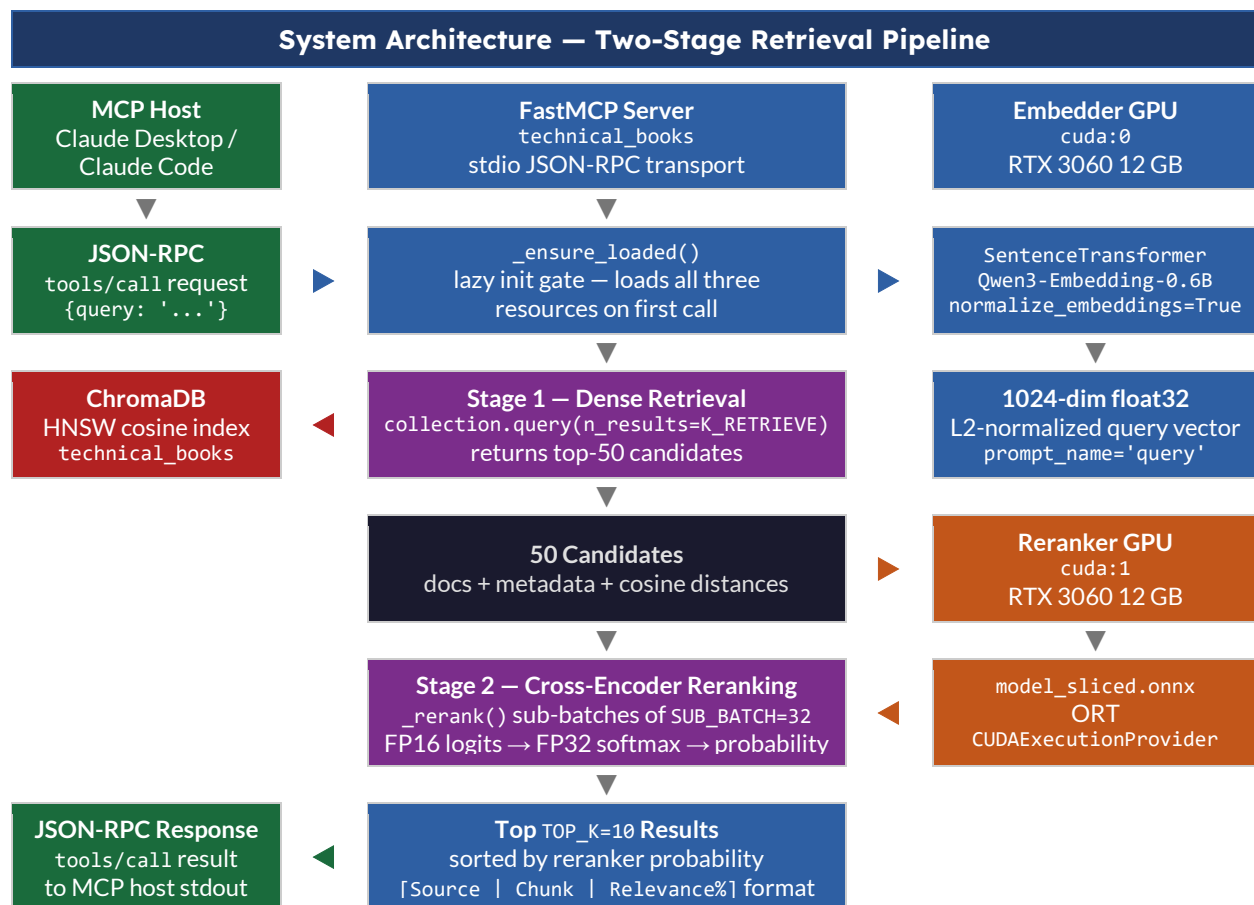 System Architecture — Two-Stage Retrieval Pipeline
MCP Host
Claude Desktop /
Claude Code
FastMCP Server
technical_books
stdio JSON-RPC transport
Embedder GPU
cuda:0
RTX 3060 12 GB
JSON-RPC
tools/call request
{query: '...'}
_ensure_loaded()
lazy init gate — loads all three
resources on first call
SentenceTransformer
Qwen3-Embedding-0.6B
normalize_embeddings=True
ChromaDB
HNSW cosine index
technical_books
Stage 1 — Dense Retrieval
collection.query(n_results=K_RETRIEVE)
returns top-50 candidates
1024-dim float32
L2-normalized query vector
prompt_name='query'
50 Candidates
docs + metadata + cosine distances
Reranker GPU
cuda:1
RTX 3060 12 GB
Stage 2 — Cross-Encoder Reranking
_rerank() sub-batches of SUB_BATCH=32
FP16 logits → FP32 softmax → probability
model_sliced.onnx
ORT
CUDAExecutionProvider
JSON-RPC Response
tools/call result
to MCP host stdout
Top TOP_K=10 Results
sorted by reranker probability
[Source | Chunk | Relevance%] format